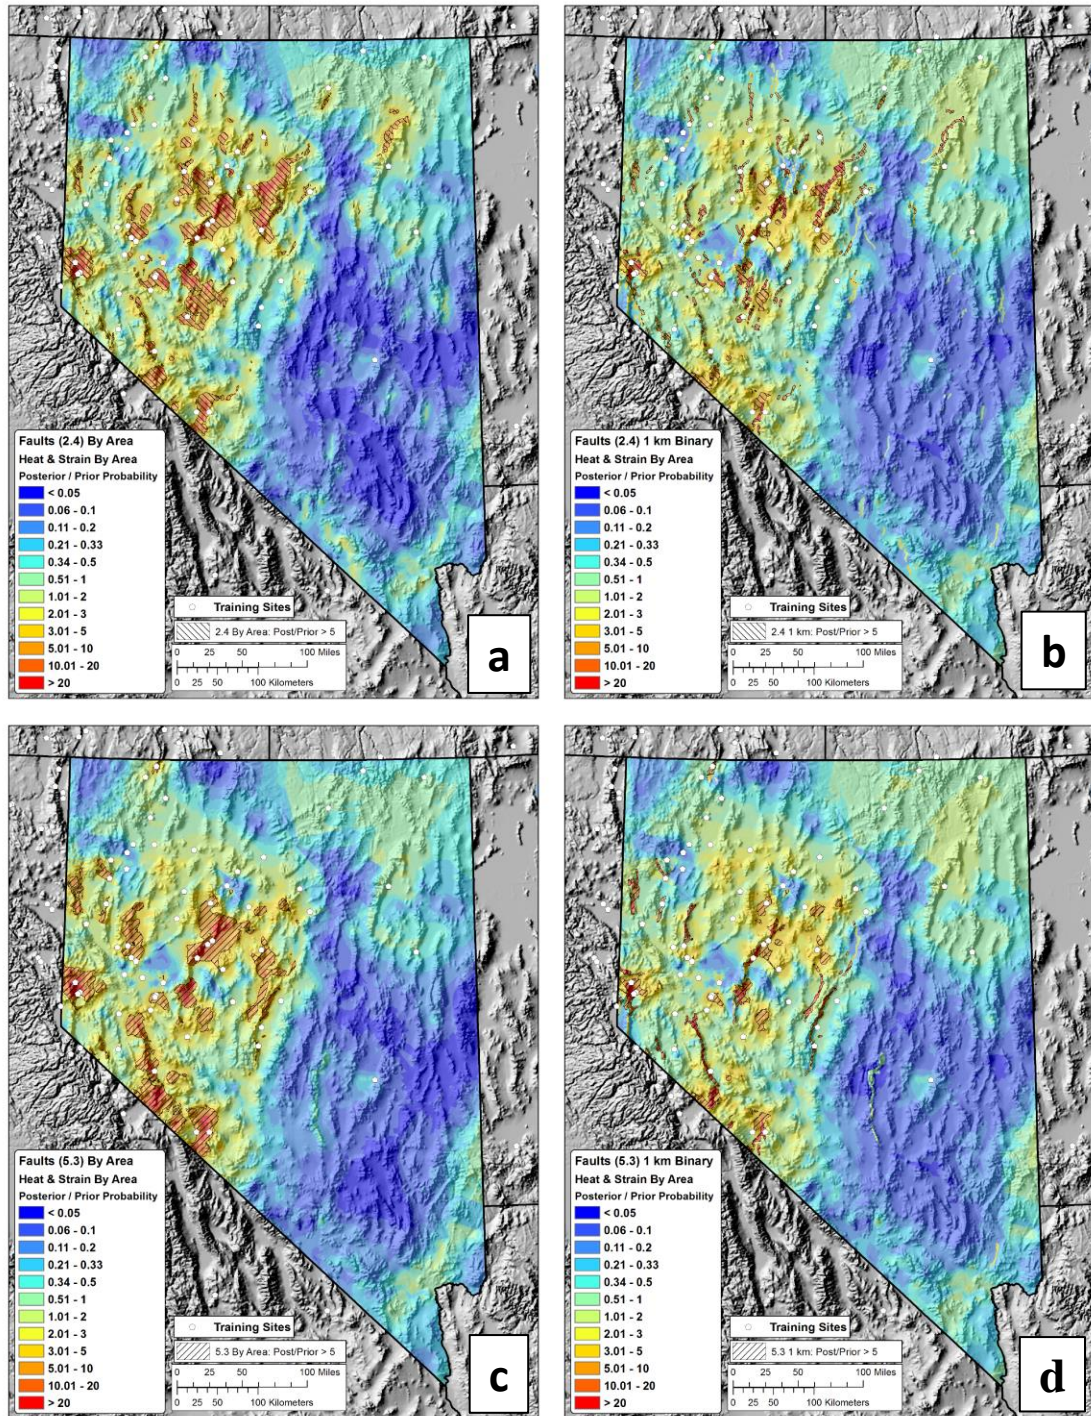 Faults (2.4) By Area
Heat & Strain By Area
Posterior / Prior Probability
< 0.05
0.06 - 0.1
0.11 - 0.2
0.21 - 0.33
0.34 - 0.5
0.51 - 1
1.01 - 2
2.01 - 3
3.01 - 5
5.01 - 10
10.01 - 20
> 20
Training Sites
2.4 By Area: Post/Prior > 5
0 25 50 100 Miles
0 25 50 100 Kilometers
a
Faults (2.4) 1 km Binary
Heat & Strain By Area
Posterior / Prior Probability
< 0.05
0.06 - 0.1
0.11 - 0.2
0.21 - 0.33
0.34 - 0.5
0.51 - 1
1.01 - 2
2.01 - 3
3.01 - 5
5.01 - 10
10.01 - 20
> 20
Training Sites
2.4 1 km: Post/Prior > 5
0 25 50 100 Miles
0 25 50 100 Kilometers
b
Faults (5.3) By Area
Heat & Strain By Area
Posterior / Prior Probability
< 0.05
0.06 - 0.1
0.11 - 0.2
0.21 - 0.33
0.34 - 0.5
0.51 - 1
1.01 - 2
2.01 - 3
3.01 - 5
5.01 - 10
10.01 - 20
> 20
Training Sites
5.3 By Area: Post/Prior > 5
0 25 50 100 Miles
0 25 50 100 Kilometers
c
Faults (5.3) 1 km Binary
Heat & Strain By Area
Posterior / Prior Probability
< 0.05
0.06 - 0.1
0.11 - 0.2
0.21 - 0.33
0.34 - 0.5
0.51 - 1
1.01 - 2
2.01 - 3
3.01 - 5
5.01 - 10
10.01 - 20
> 20
Training Sites
5.3 1 km: Post/Prior > 5
0 25 50 100 Miles
0 25 50 100 Kilometers
d